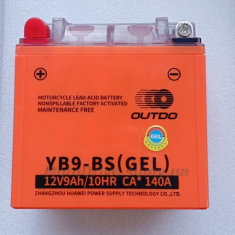 MOTORCYCLE LEAD-ACID BATTERY
NONSPILLABLE FACTORY ACTIVATED
MAINTENANCE FREE
OUTDO
GEL
YB9-BS(GEL)
12V9Ah/10HR CA* 140A
ZHANGZHOU HUAWEI POWER SUPPLY TECHNOLOGY CO.,LTD.